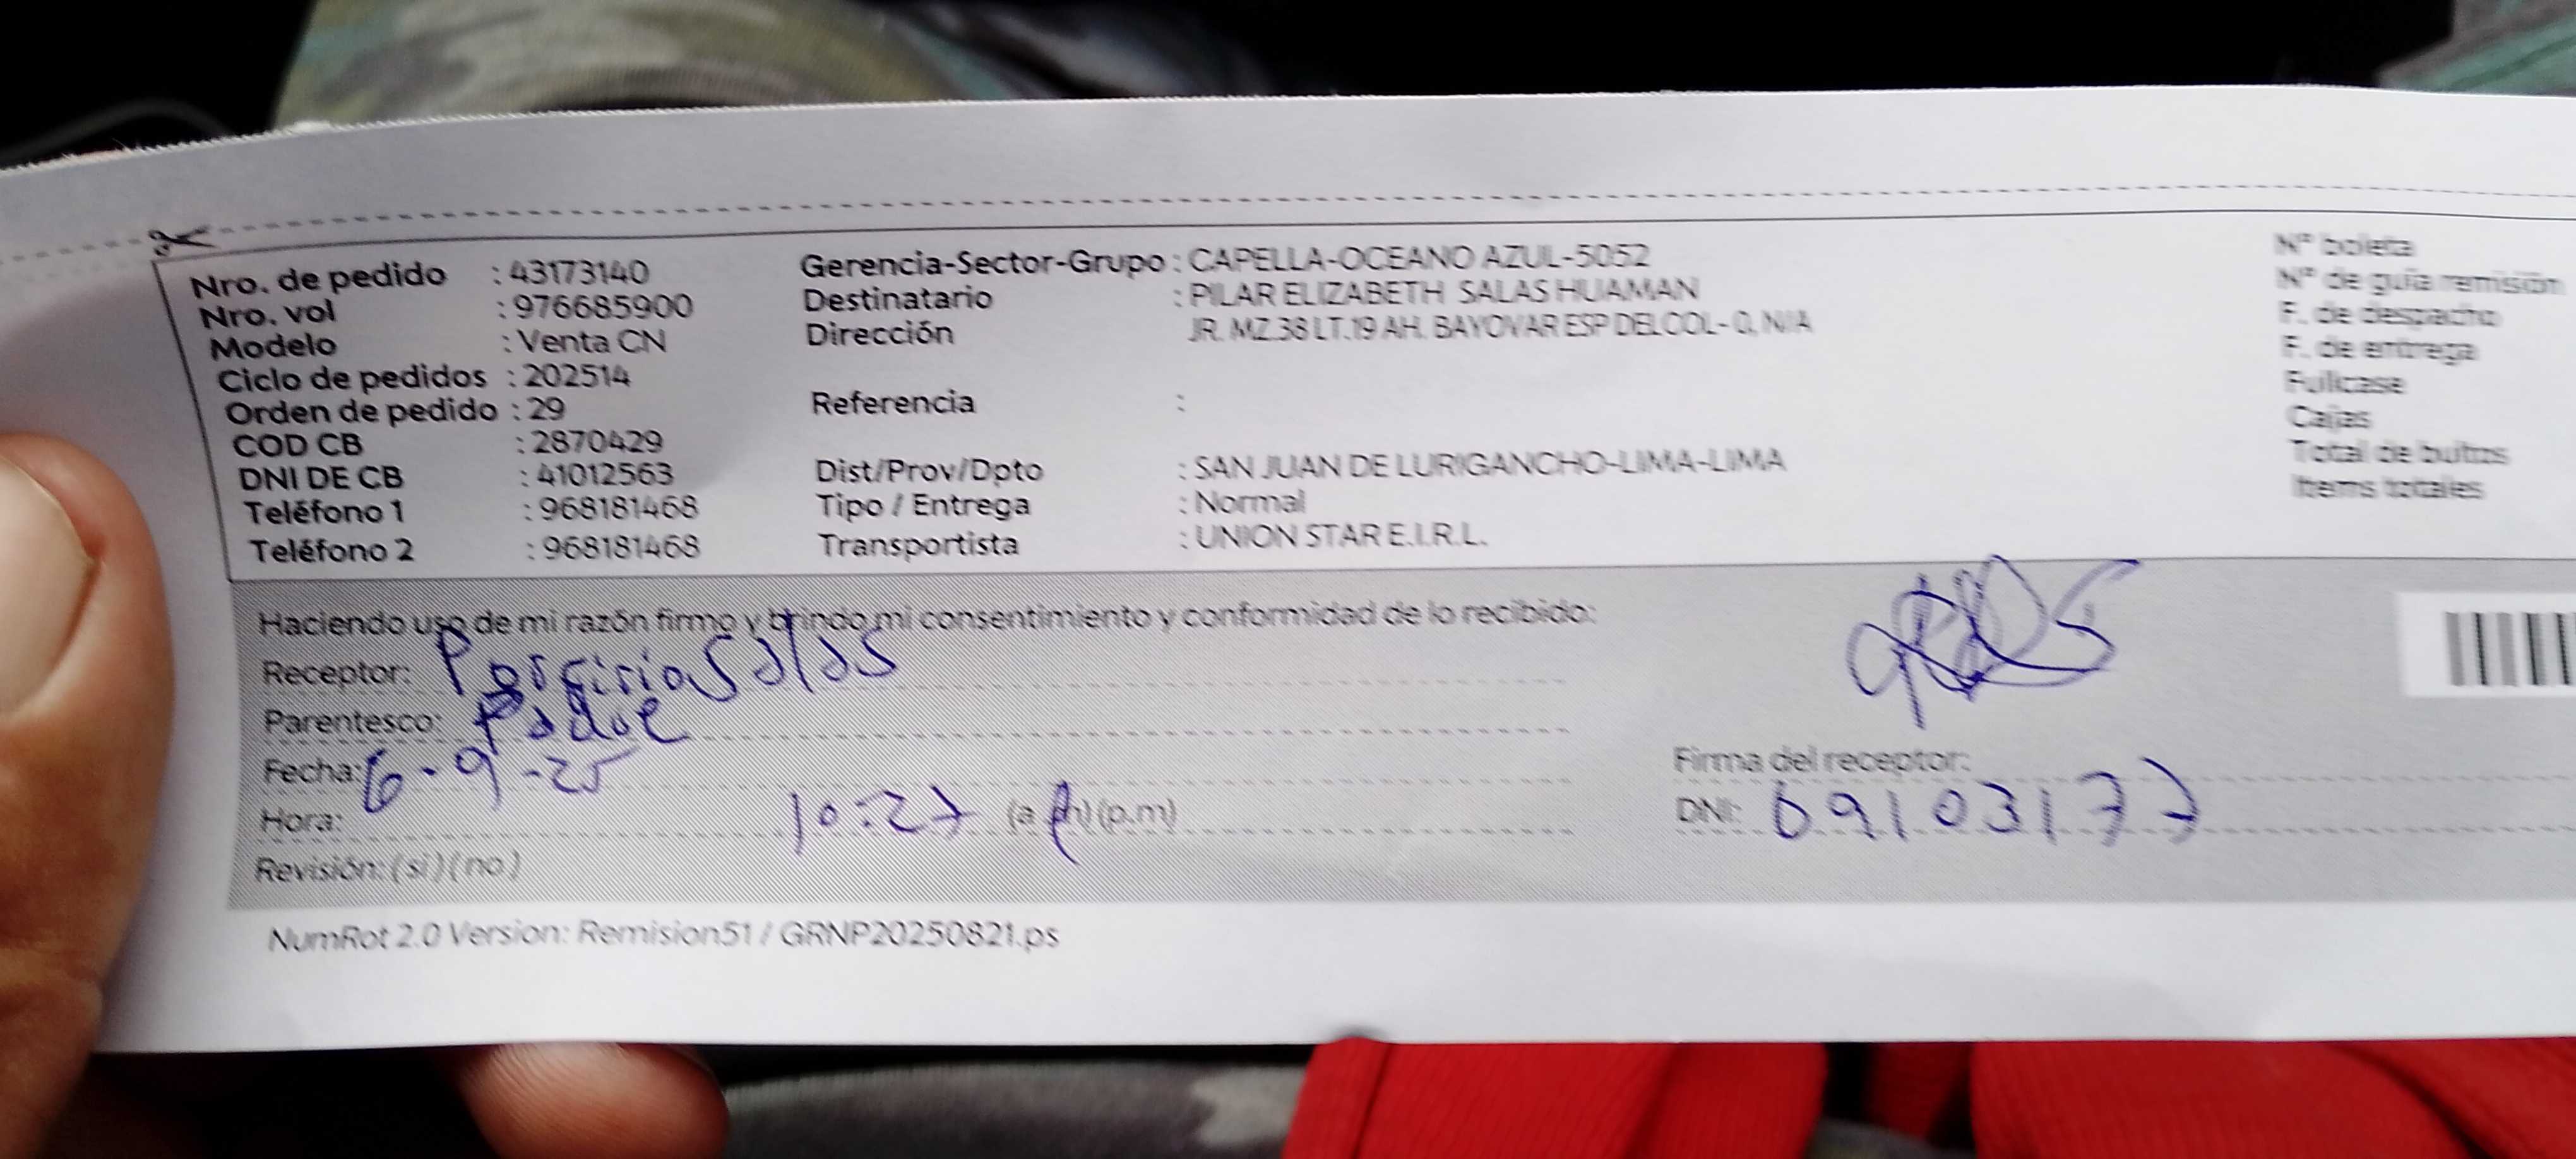 Nro. de pedido : 43173140
Nro. vol : 976685900
Modelo : Venta CN
Ciclo de pedidos : 202514
Orden de pedido : 29
COD CB : 2870429
DNI DE CB : 41012563
Teléfono 1 : 968181468
Teléfono 2 : 968181468
Gerencia-Sector-Grupo : CAPELLA-OCEANO AZUL-5052
Destinatario : PILAR ELIZABETH SALAS HUAMAN
Dirección JR. MZ.38 LT.19 AH. BAYOVAR ESP DEL COL- 0, N/A
Referencia :
Dist/Prov/Dpto : SAN JUAN DE LURIGANCHO-LIMA-LIMA
Tipo / Entrega : Normal
Transportista : UNION STAR E.I.R.L.
N° boleta
N° de guía remisión
F. de despacho
F. de entrega
Fullcase
Cajas
Total de bultos
Items totales
Haciendo uso de mi razón firmo y brindo mi consentimiento y conformidad de lo recibido:
Receptor: Porfirio Salas
Parentesco: Padre
Fecha: 6-9-25
Hora: 10:27 (a.m) (p.m)
Revisión: (si) (no)
Firma del receptor:
DNI: 69103177
NumRot 2.0 Version: Remision51 / GRNP20250821.ps